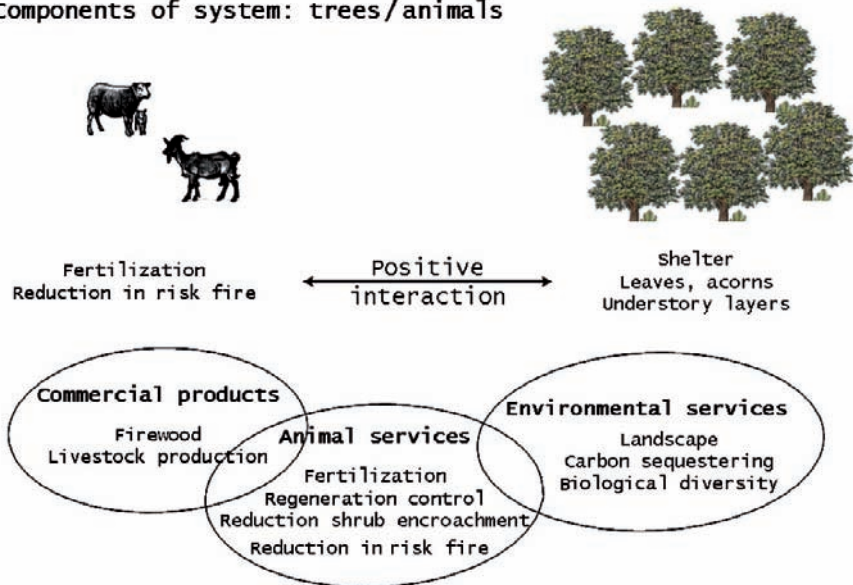 Components of system: trees/animals
Fertilization
Reduction in risk fire
Positive
interaction
Shelter
Leaves, acorns
Understory layers
Commercial products
Firewood
Livestock production
Animal services
Fertilization
Regeneration control
Reduction shrub encroachment
Reduction in risk fire
Environmental services
Landscape
Carbon sequestering
Biological diversity